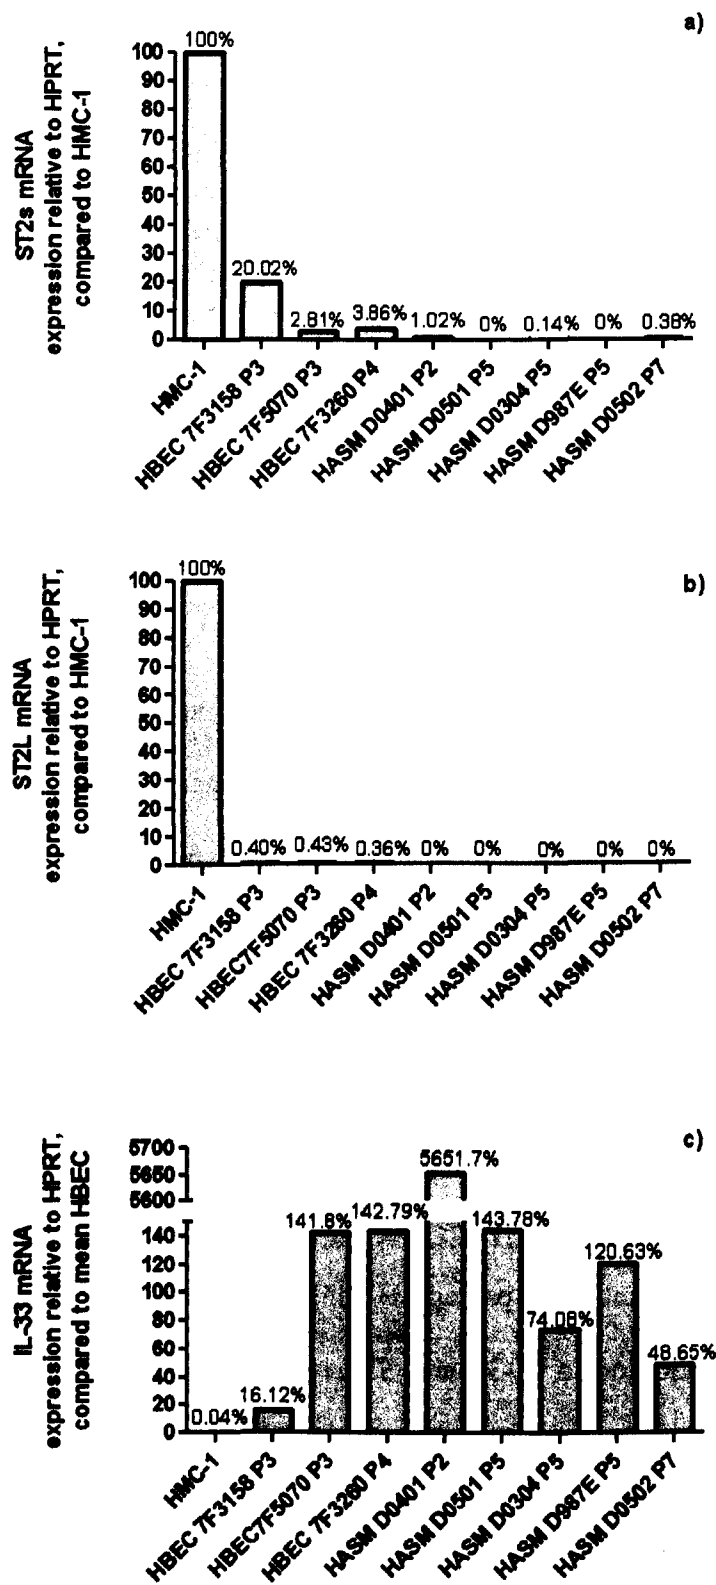 a)
ST2s mRNA
expression relative to HPRT,
compared to HMC-1
100
90
80
70
60
50
40
30
20
10
0
100%
20.02%
2.81%
3.86%
1.02%
0%
0.14%
0%
0.38%
HMC-1
HBEC 7F3158 P3
HBEC 7F5070 P3
HBEC 7F3260 P4
HASM D0401 P2
HASM D0501 P5
HASM D0304 P5
HASM D987E P5
HASM D0502 P7
b)
ST2L mRNA
expression relative to HPRT,
compared to HMC-1
100
90
80
70
60
50
40
30
20
10
0
100%
0.40%
0.43%
0.36%
0%
0%
0%
0%
0%
HMC-1
HBEC 7F3158 P3
HBEC7F5070 P3
HBEC 7F3260 P4
HASM D0401 P2
HASM D0501 P5
HASM D0304 P5
HASM D987E P5
HASM D0502 P7
c)
IL-33 mRNA
expression relative to HPRT,
compared to mean HBEC
5700
5650
5600
140
120
100
80
60
40
20
0
0.04%
16.12%
141.8%
142.79%
5651.7%
143.78%
74.08%
120.63%
48.65%
HMC-1
HBEC 7F3158 P3
HBEC7F5070 P3
HBEC 7F3260 P4
HASM D0401 P2
HASM D0501 P5
HASM D0304 P5
HASM D987E P5
HASM D0502 P7